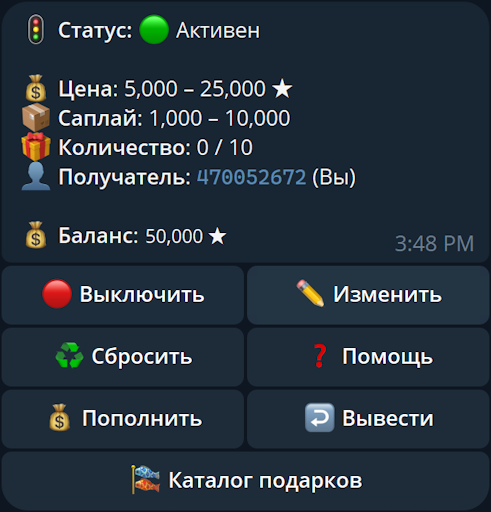 🚦 Статус: 🟢 Активен
💰 Цена: 5,000 – 25,000 ★
📦 Саплай: 1,000 – 10,000
🎁 Количество: 0 / 10
👤 Получатель: 470052672 (Вы)
💰 Баланс: 50,000 ★
3:48 PM
🔴 Выключить
✏️ Изменить
♻️ Сбросить
❓ Помощь
💰 Пополнить
↩️ Вывести
🎏 Каталог подарков